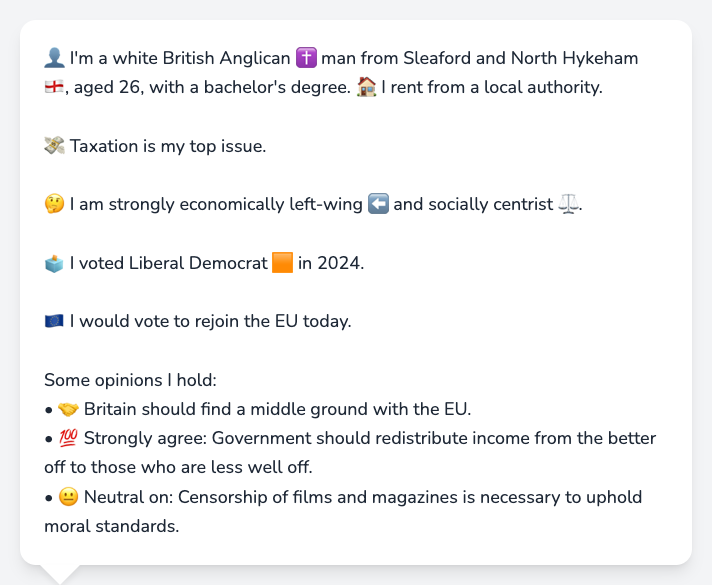 👤 I'm a white British Anglican ✝️ man from Sleaford and North Hykeham
🏴󠁧󠁢󠁥󠁮󠁧󠁿, aged 26, with a bachelor's degree. 🏠 I rent from a local authority.
💸 Taxation is my top issue.
🤔 I am strongly economically left-wing ⬅️ and socially centrist ⚖️.
🗳️ I voted Liberal Democrat 🟧 in 2024.
🇪🇺 I would vote to rejoin the EU today.
Some opinions I hold:
• 🤝 Britain should find a middle ground with the EU.
• 💯 Strongly agree: Government should redistribute income from the better
off to those who are less well off.
• 😐 Neutral on: Censorship of films and magazines is necessary to uphold
moral standards.